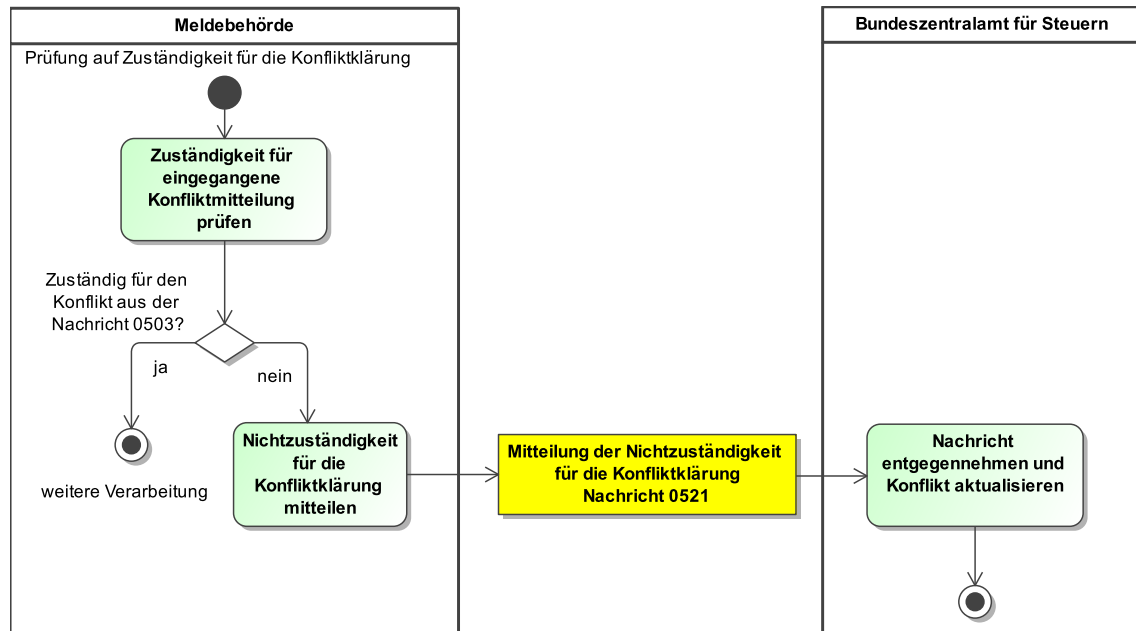 Meldebehörde
Bundeszentralamt für Steuern
Prüfung auf Zuständigkeit für die Konfliktklärung
Zuständigkeit für
eingegangene
Konfliktmitteilung
prüfen
Zuständig für den
Konflikt aus der
Nachricht 0503?
ja
nein
weitere Verarbeitung
Nichtzuständigkeit
für die
Konfliktklärung
mitteilen
Mitteilung der Nichtzuständigkeit
für die Konfliktklärung
Nachricht 0521
Nachricht
entgegennehmen und
Konflikt aktualisieren